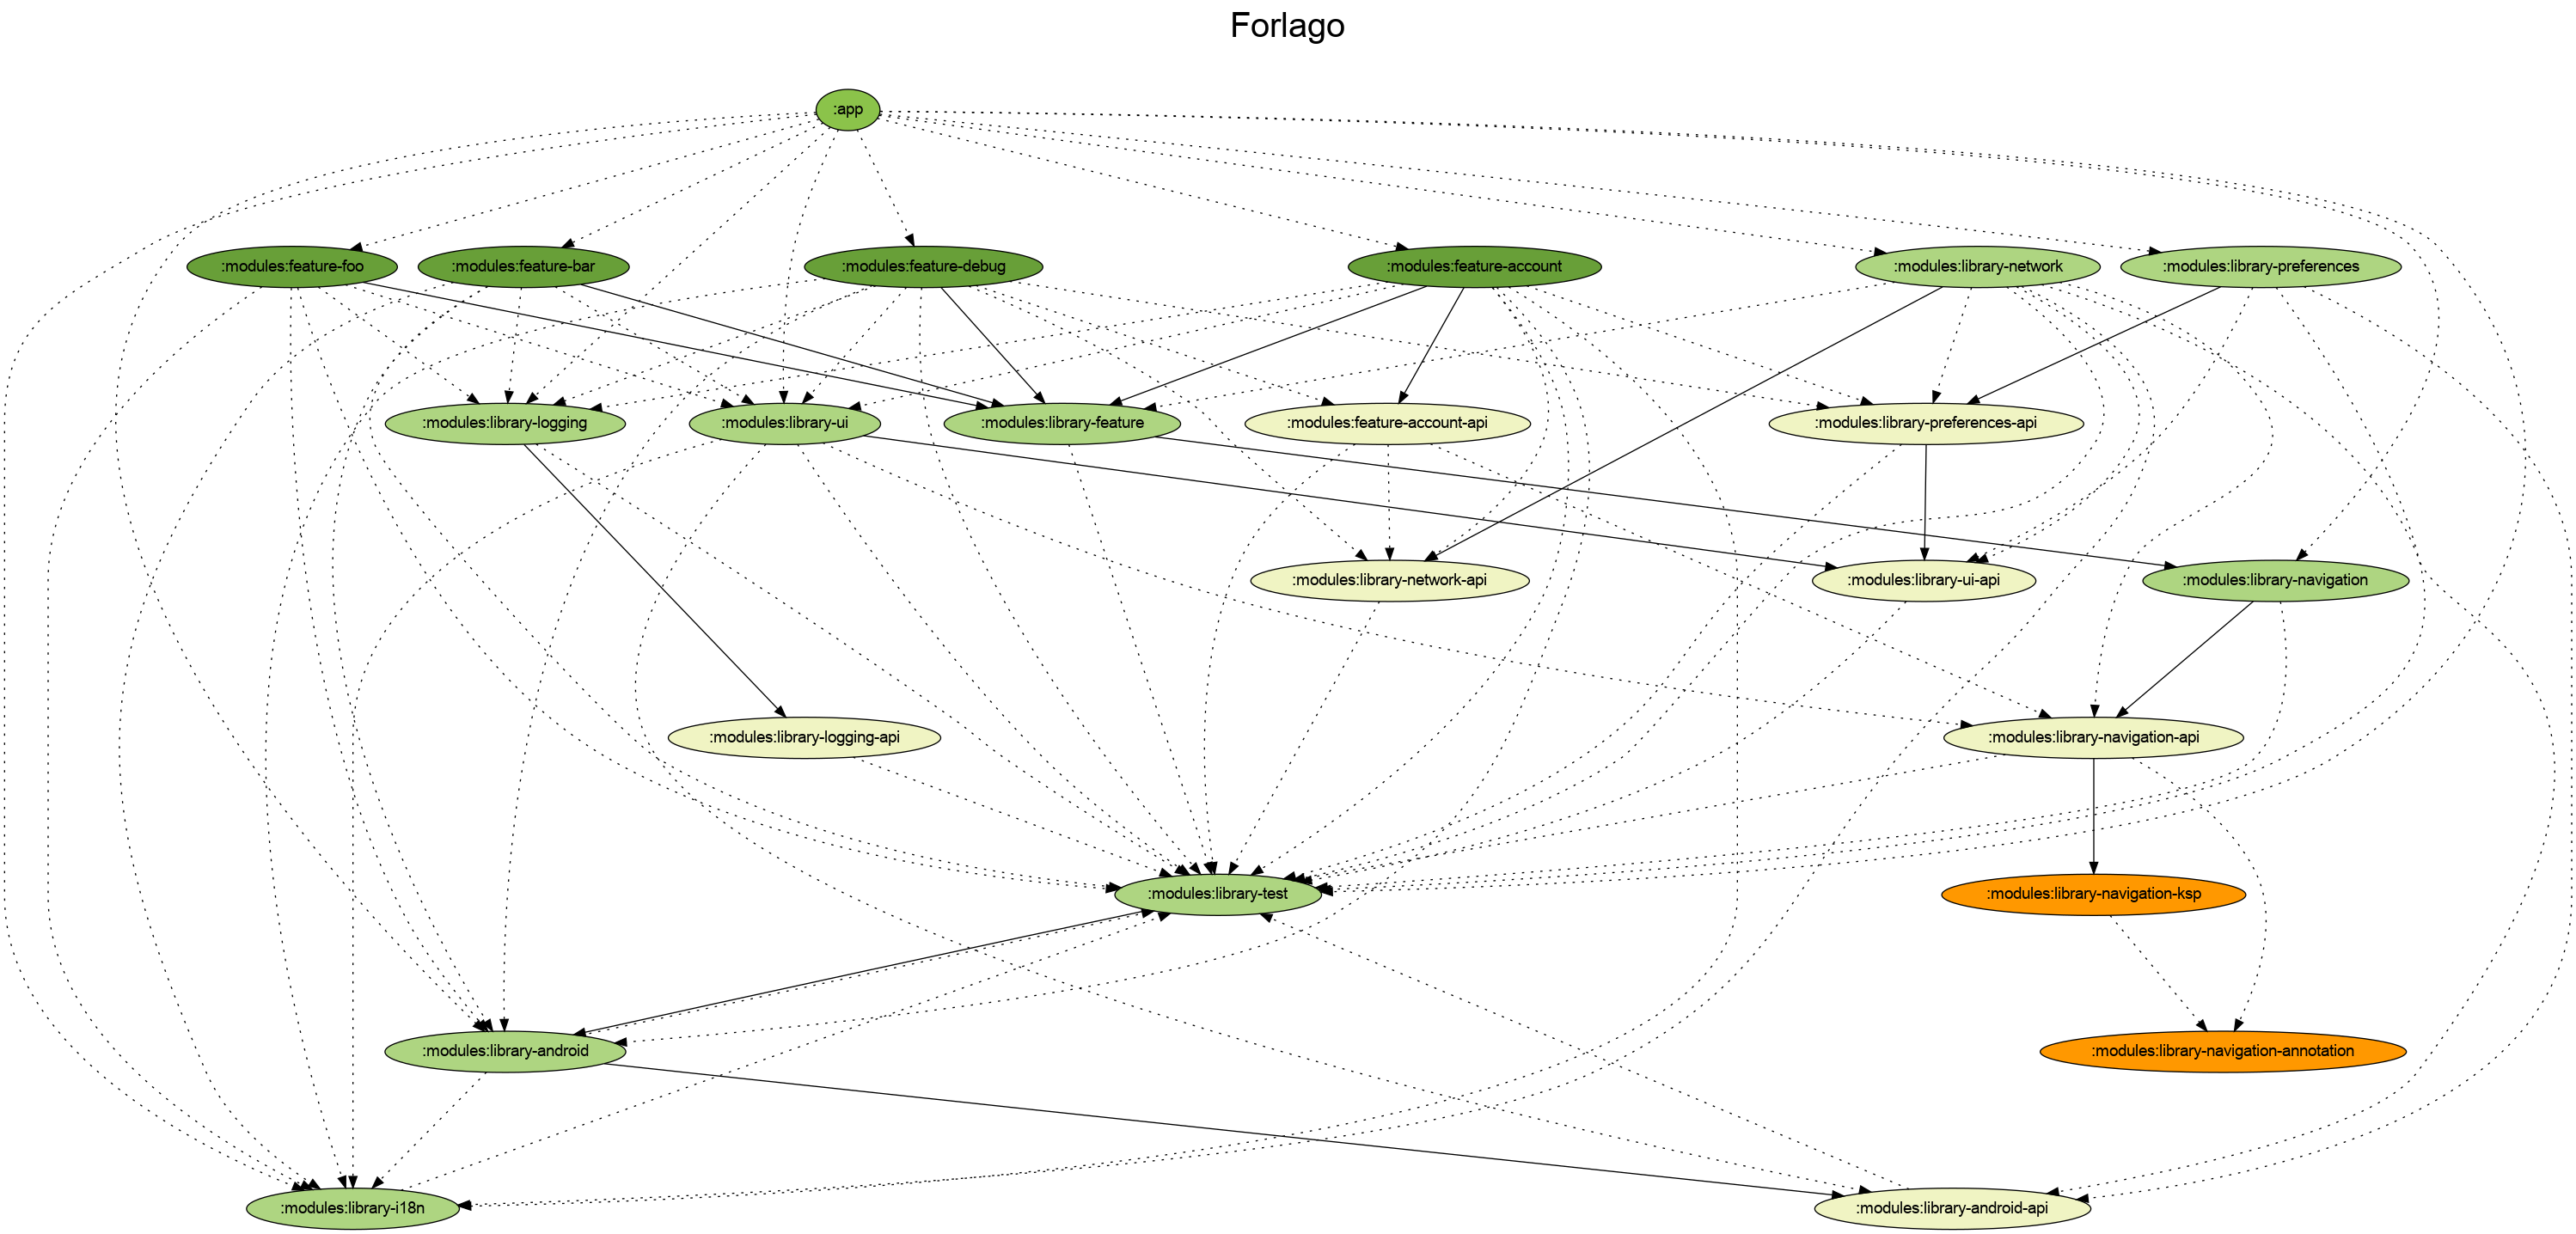 Forlago
:app
:modules:feature-foo
:modules:feature-bar
:modules:feature-debug
:modules:feature-account
:modules:library-network
:modules:library-preferences
:modules:library-logging
:modules:library-ui
:modules:library-feature
:modules:feature-account-api
:modules:library-preferences-api
:modules:library-network-api
:modules:library-ui-api
:modules:library-navigation
:modules:library-logging-api
:modules:library-navigation-api
:modules:library-test
:modules:library-navigation-ksp
:modules:library-android
:modules:library-navigation-annotation
:modules:library-i18n
:modules:library-android-api